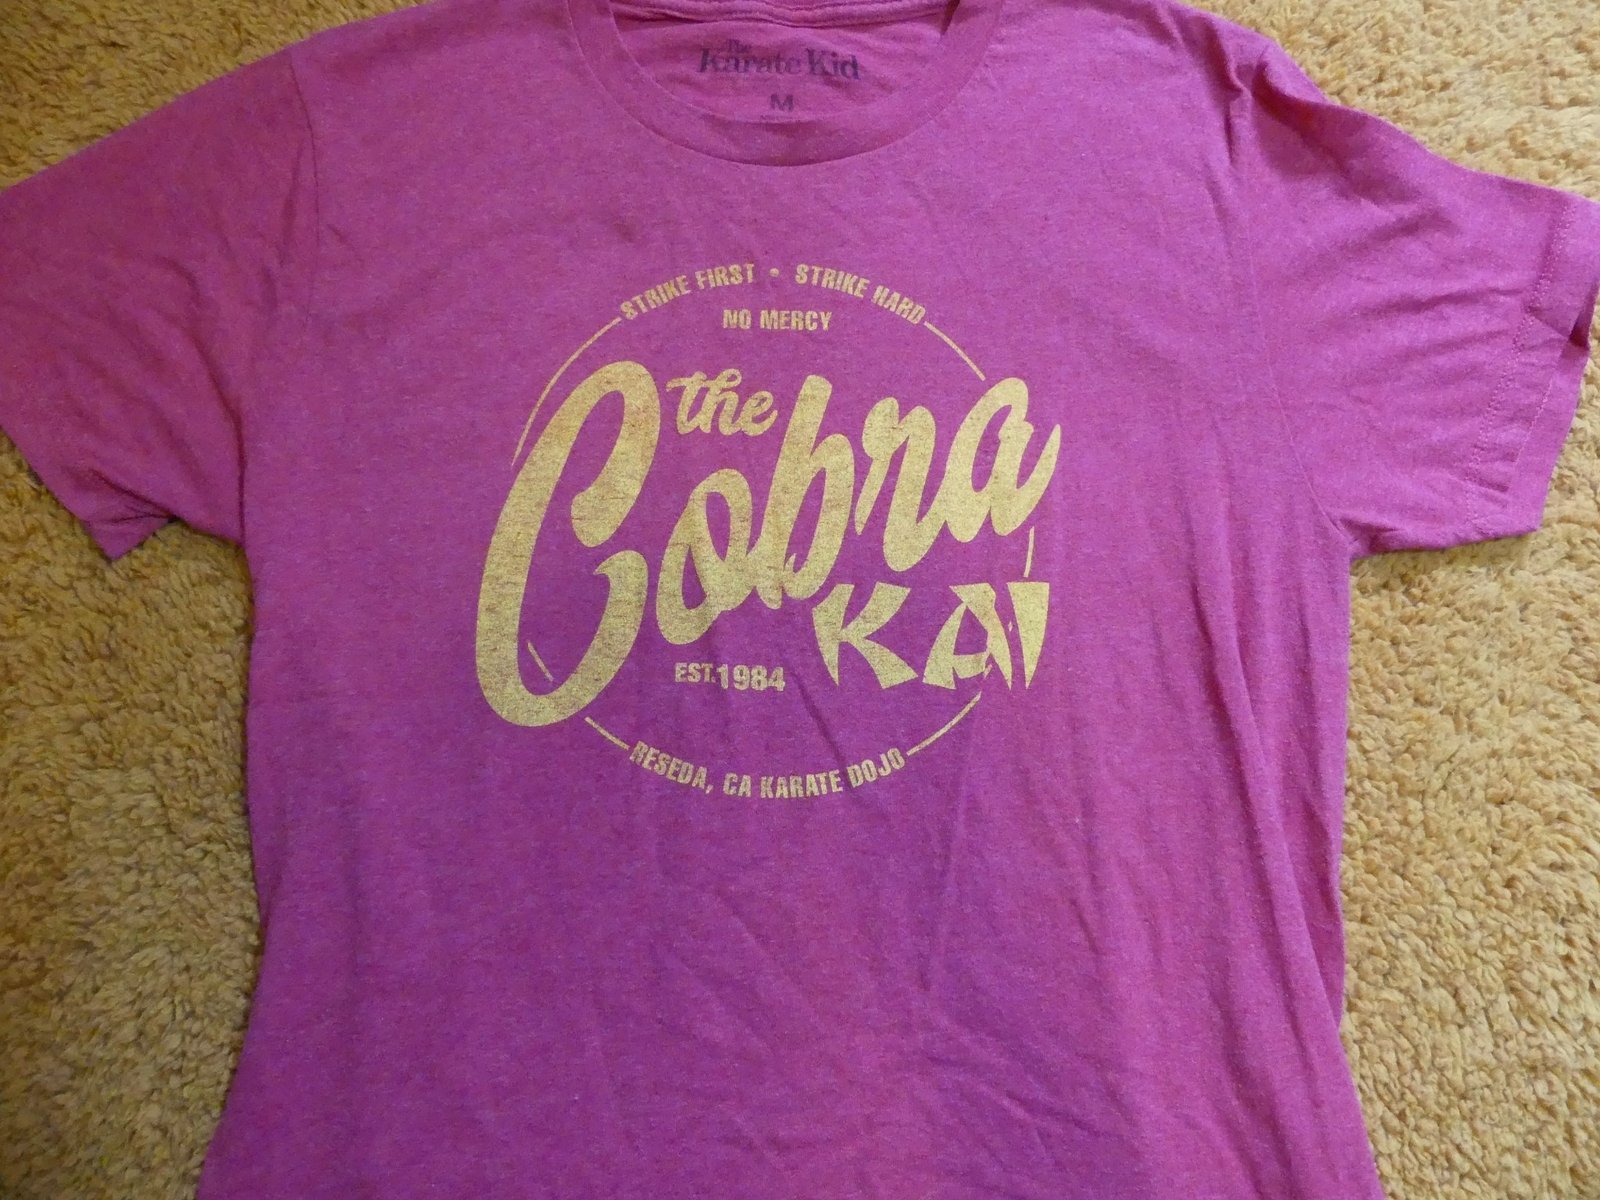 The
Karate Kid
M
STRIKE FIRST • STRIKE HARD
NO MERCY
the
Cobra
KAI
EST. 1984
RESEDA, CA KARATE DOJO